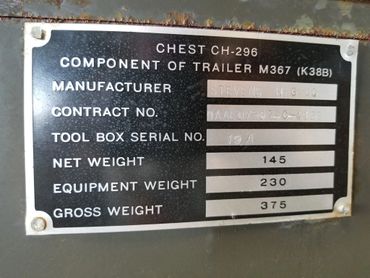 CHEST CH-296
COMPONENT OF TRAILER M367 (K38B)
MANUFACTURER STEVENS
CONTRACT NO.
TOOL BOX SERIAL NO.
NET WEIGHT 145
EQUIPMENT WEIGHT 230
GROSS WEIGHT 375